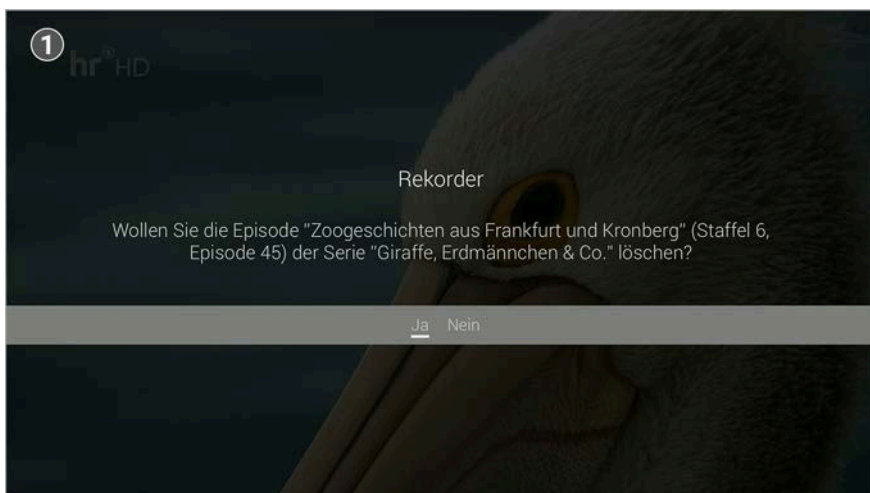 1
hr HD
Rekorder
Wollen Sie die Episode "Zoogeschichten aus Frankfurt und Kronberg" (Staffel 6,
Episode 45) der Serie "Giraffe, Erdmännchen & Co." löschen?
Ja Nein